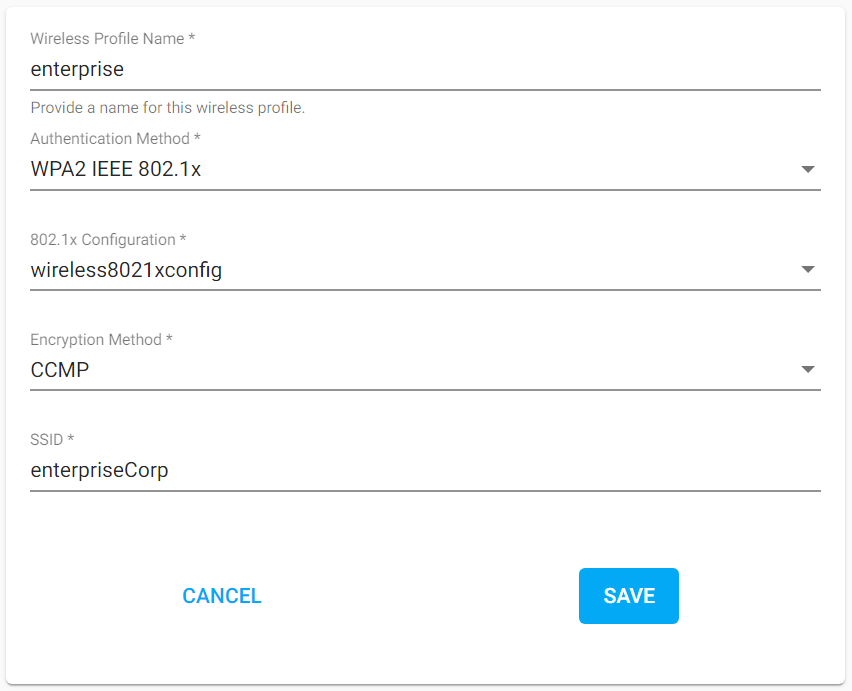 Wireless Profile Name *
enterprise
Provide a name for this wireless profile.
Authentication Method *
WPA2 IEEE 802.1x
802.1x Configuration *
wireless8021xconfig
Encryption Method *
CCMP
SSID *
enterpriseCorp
CANCEL SAVE